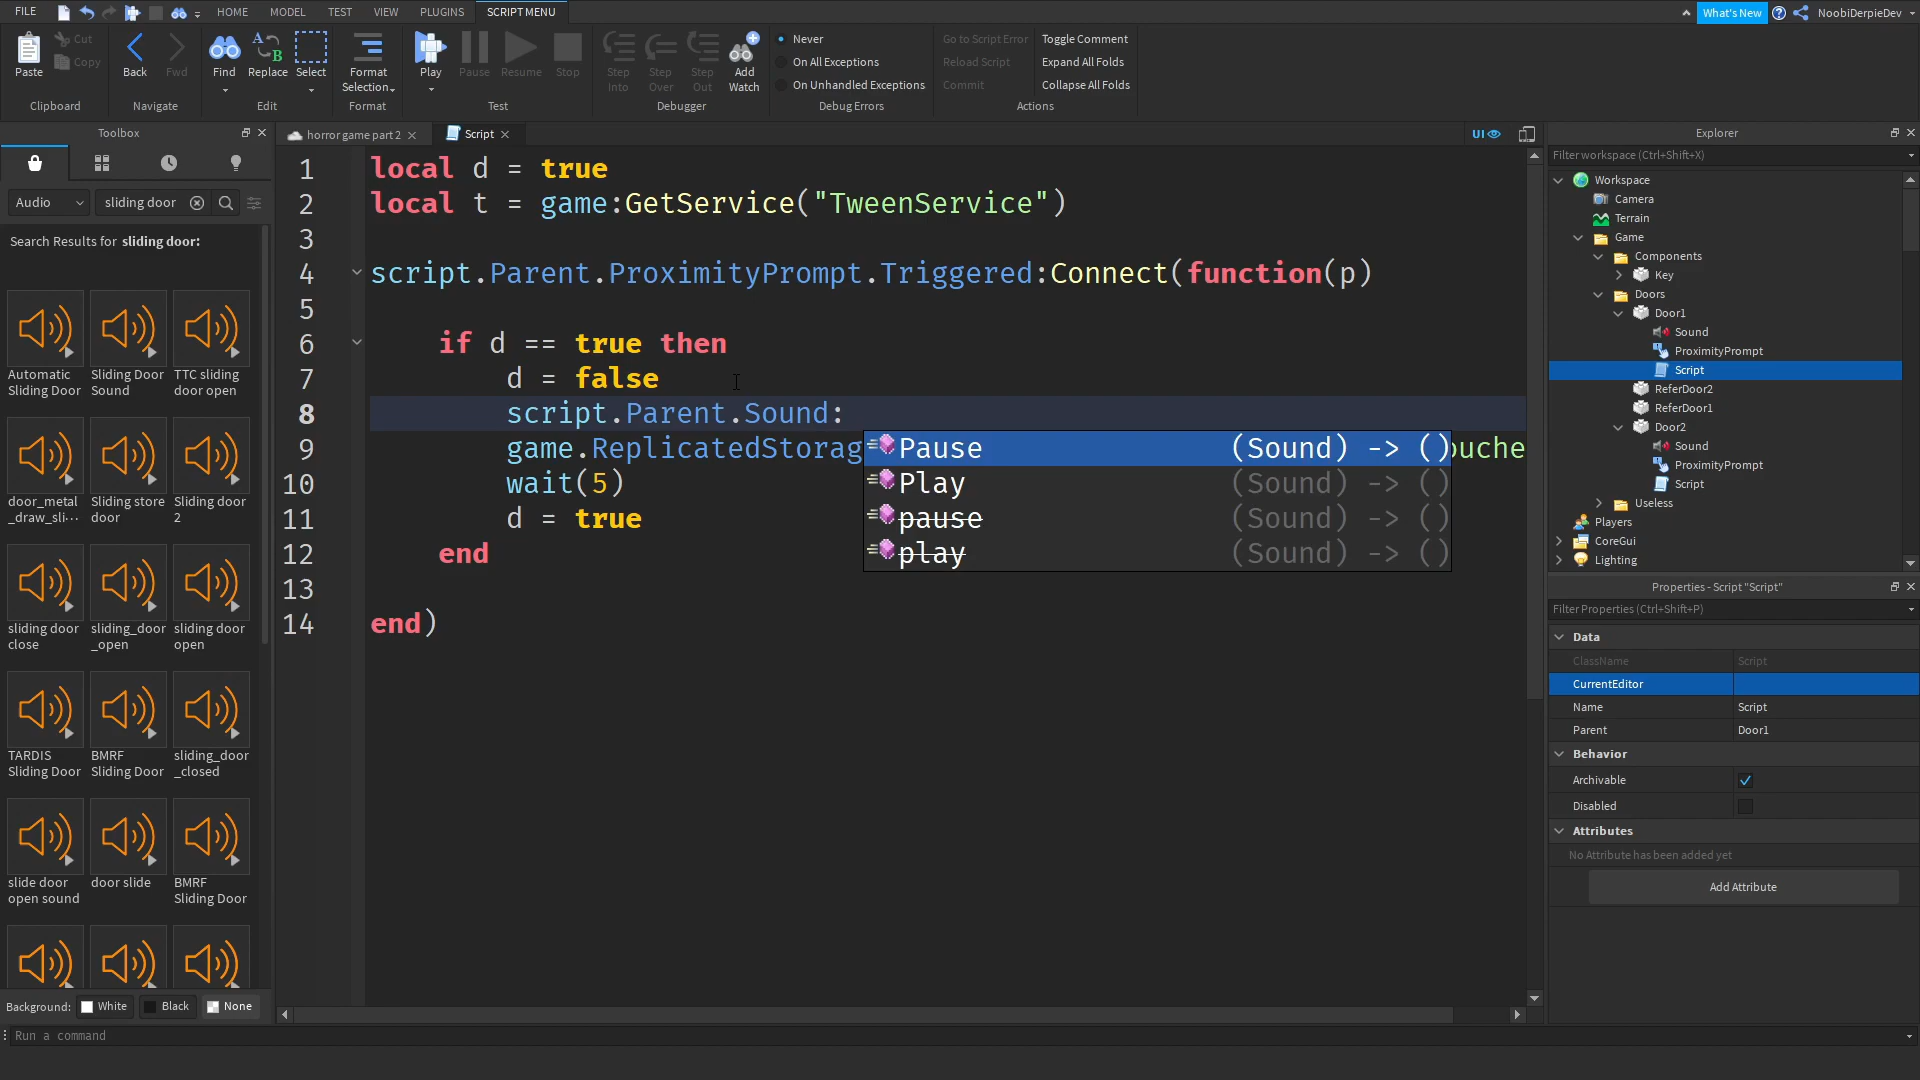 FILE HOME MODEL TEST VIEW PLUGINS SCRIPT MENU What's New NoobiDerpieDev
Paste Cut Copy Clipboard
Back Fwd Navigate
Find Replace Select Edit
Format Selection Format
Play Pause Resume Stop Test
Step Into Step Over Step Out Add Watch Debugger
Never
On All Exceptions
On Unhandled Exceptions
Debug Errors
Go to Script Error
Reload Script
Commit
Toggle Comment
Expand All Folds
Collapse All Folds
Actions
Toolbox
Audio sliding door
Search Results for sliding door:
Automatic Sliding Door
Sliding Door Sound
TTC sliding door open
door_metal_draw_sli...
Sliding store door
Sliding door 2
sliding door close
sliding_door_open
sliding door open
TARDIS Sliding Door
BMRF Sliding Door
sliding_door_closed
slide door open sound
door slide
BMRF Sliding Door
Background: White Black None
Run a command
horror game part 2
Script
UI
1 local d = true
2 local t = game:GetService("TweenService")
3
4 script.Parent.ProximityPrompt.Triggered:Connect(function(p)
5
6 if d == true then
7 d = false
8 script.Parent.Sound:
9 game.ReplicatedStorag ouche
10 wait(5)
11 d = true
12 end
13
14 end)
Pause (Sound) -> ()
Play (Sound) -> ()
pause (Sound) -> ()
play (Sound) -> ()
Explorer
Filter workspace (Ctrl+Shift+X)
Workspace
Camera
Terrain
Game
Components
Key
Doors
Door1
Sound
ProximityPrompt
Script
ReferDoor2
ReferDoor1
Door2
Sound
ProximityPrompt
Script
Useless
Players
CoreGui
Lighting
Properties - Script "Script"
Filter Properties (Ctrl+Shift+P)
Data
ClassName Script
CurrentEditor
Name Script
Parent Door1
Behavior
Archivable
Disabled
Attributes
No Attribute has been added yet
Add Attribute